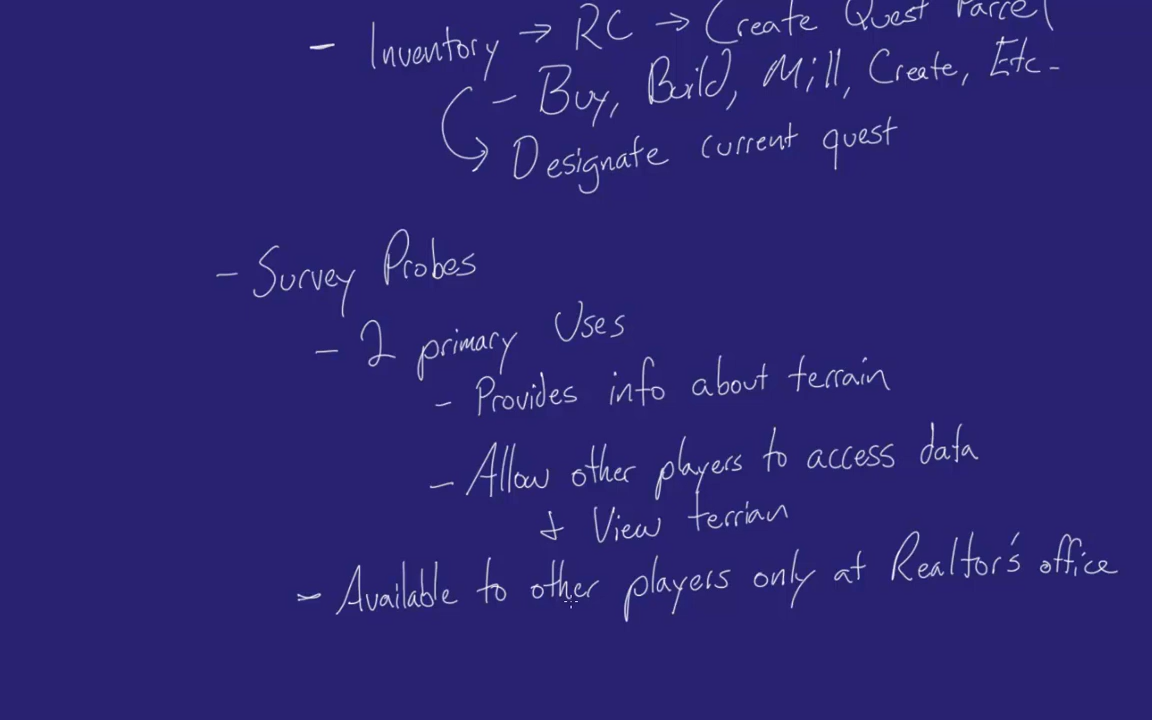 - Inventory → RC → Create Quest Parcel
- Buy, Build, Mill, Create, Etc.
Designate current quest
- Survey Probes
- 2 primary Uses
- Provides info about terrain
- Allow other players to access data
+ View terrian
- Available to other players only at Realtor's office